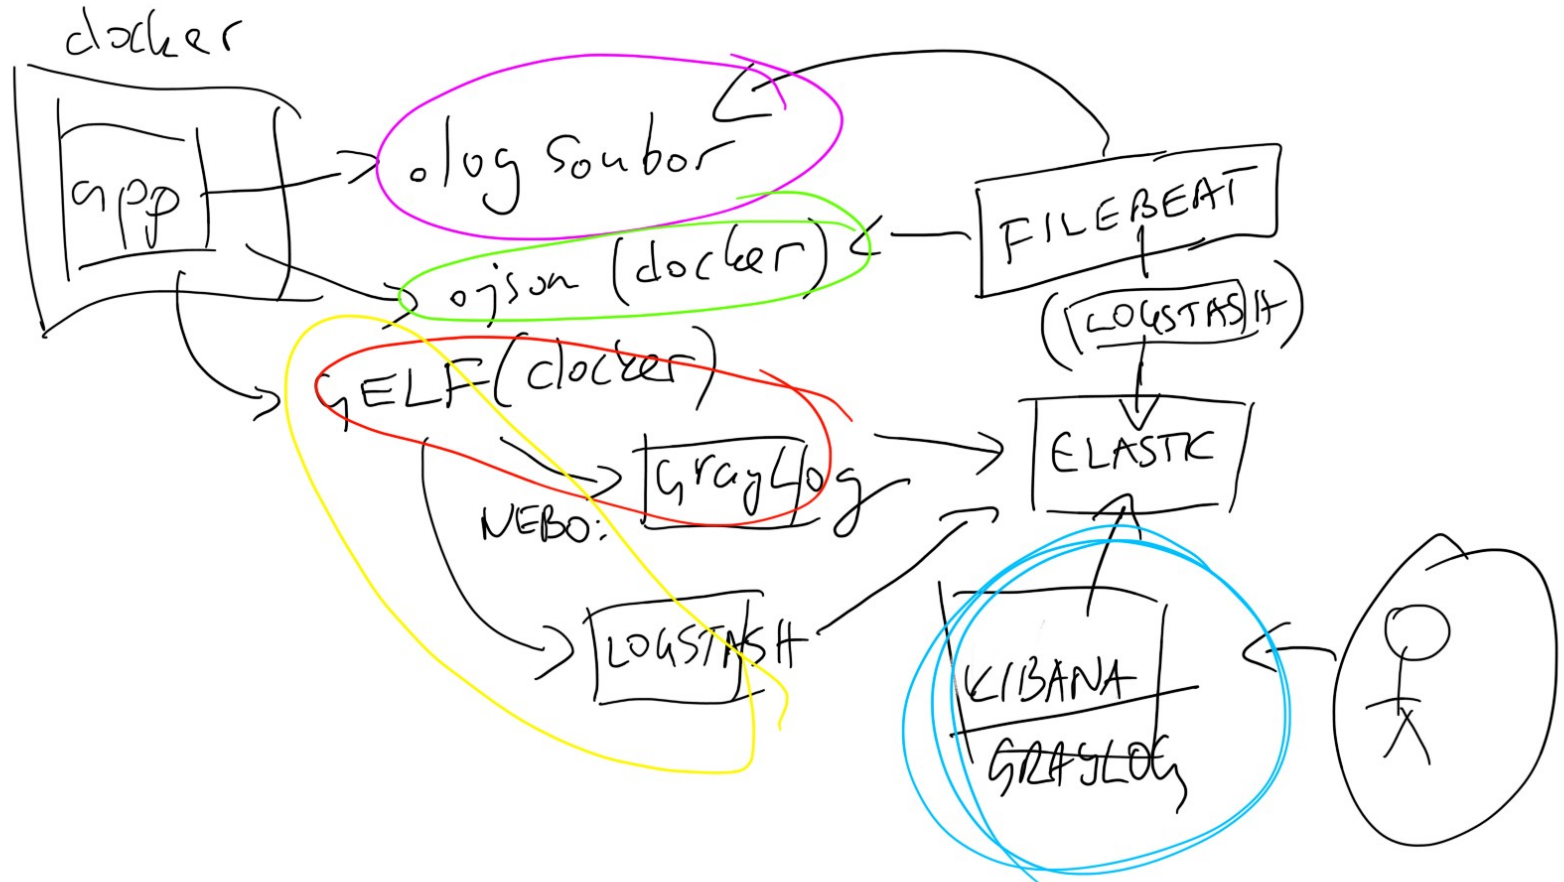 docker
app
.log soubor
.json (docker)
GELF (docker)
GrayLog
NEBO:
LOGSTASH
FILEBEAT
(LOGSTASH)
ELASTIC
KIBANA
GRAYLOG